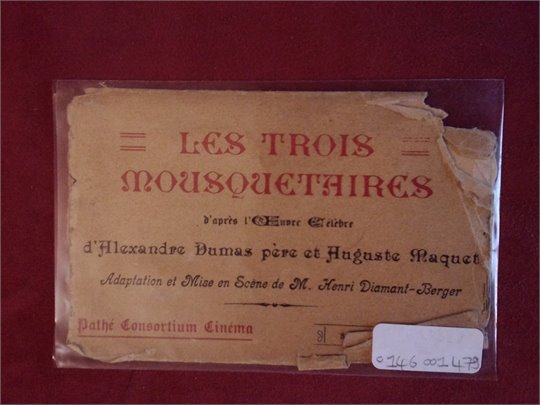 LES TROIS
MOUSQUETAIRES
d'après l'Œuvre Célèbre
d'Alexandre Dumas père et Auguste Maquet
Adaptation et Mise en Scène de M. Henri Diamant-Berger
Pathé Consortium Cinéma
0146 001479